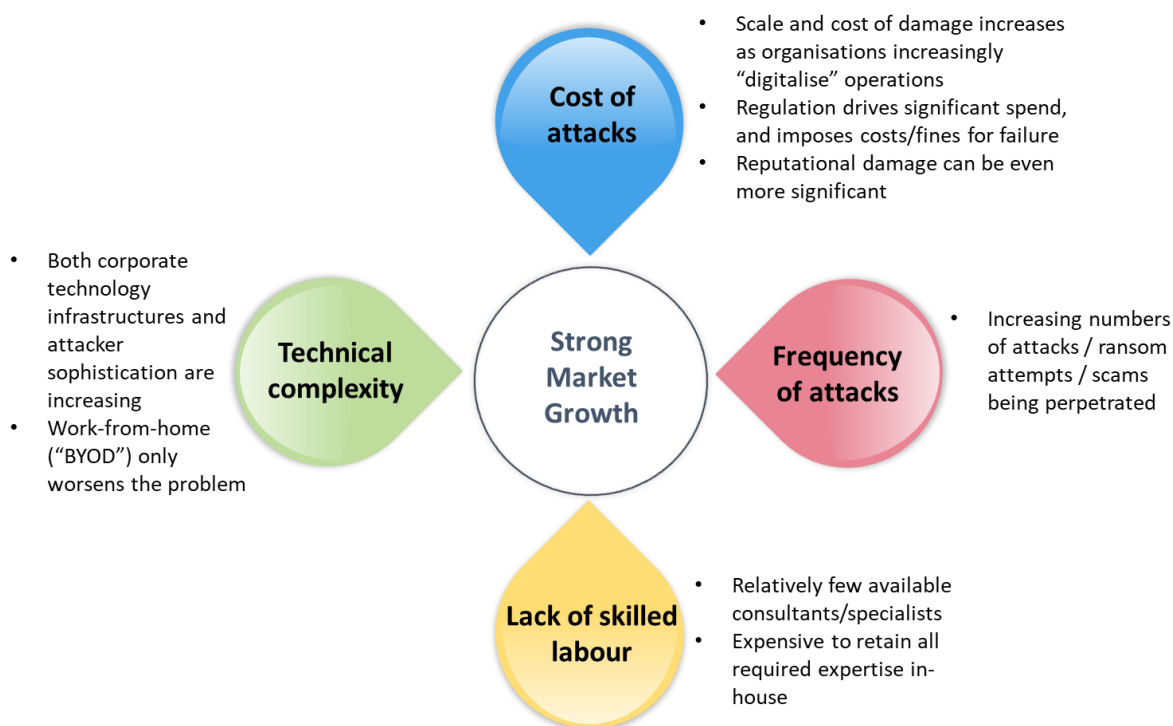 Cost of
attacks
• Scale and cost of damage increases
as organisations increasingly
“digitalise” operations
• Regulation drives significant spend,
and imposes costs/fines for failure
• Reputational damage can be even
more significant
• Both corporate
technology
infrastructures and
attacker
sophistication are
increasing
• Work-from-home
(“BYOD”) only
worsens the problem
Technical
complexity
Strong
Market
Growth
Frequency
of attacks
• Increasing numbers
of attacks / ransom
attempts / scams
being perpetrated
Lack of skilled
labour
• Relatively few available
consultants/specialists
• Expensive to retain all
required expertise in-
house